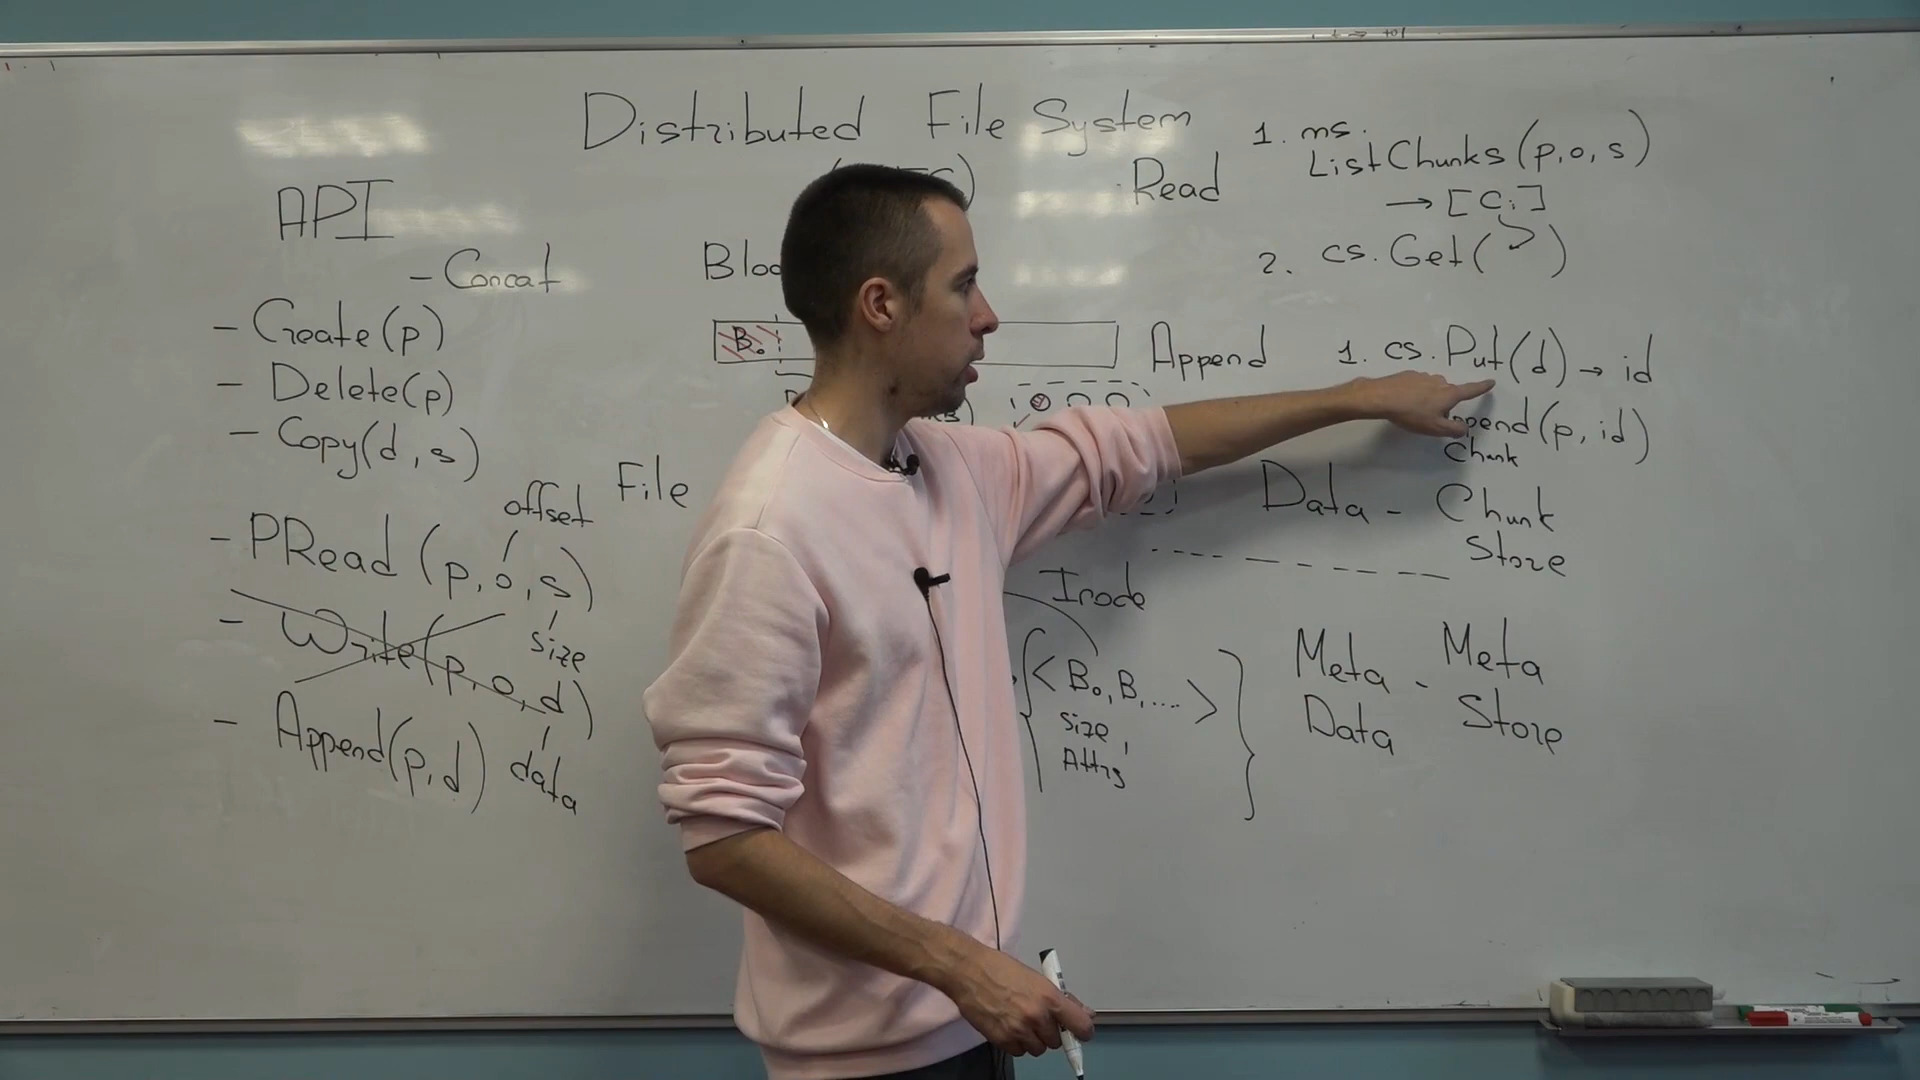 Distributed File System
API
- Concat
- Create(p)
- Delete(p)
- Copy(d, s)
offset
- PRead (p, o, s)
size
- Write(p, o, d)
- Append(p, d)
data
File
B₀
Read
1. ms.
ListChunks(p, o, s)
→ [Ci]
2. cs. Get( )
Append
1. cs. Put(d) → id
(p, id)
Chunk
Data - Chunk
Store
Inode
< B₀, B, ... >
size,
Attrs
Meta - Meta
Data Store